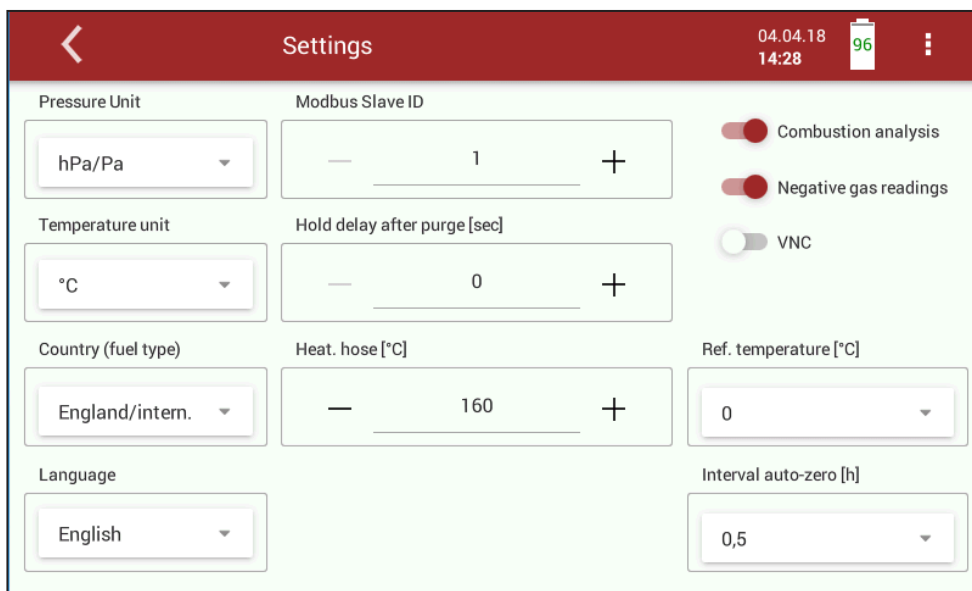 Settings
04.04.18
14:28
96
Pressure Unit
hPa/Pa
Modbus Slave ID
1
Combustion analysis
Negative gas readings
VNC
Temperature unit
°C
Hold delay after purge [sec]
0
Country (fuel type)
England/intern.
Heat. hose [°C]
160
Ref. temperature [°C]
0
Language
English
Interval auto-zero [h]
0,5